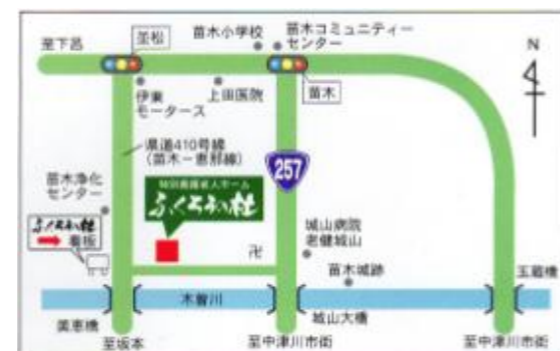 至下呂
並松
苗木小学校
苗木コミュニティー
センター
N
伊東
モータース
上田医院
苗木
県道410号線
(苗木ー恵那線)
257
苗木浄化
センター
特別養護老人ホーム
ふくろうの杜
ふくろうの杜
看板
卍
城山病院
老健城山
苗木城跡
玉蔵橋
木曽川
美恵橋
城山大橋
至坂本
至中津川市街
至中津川市街